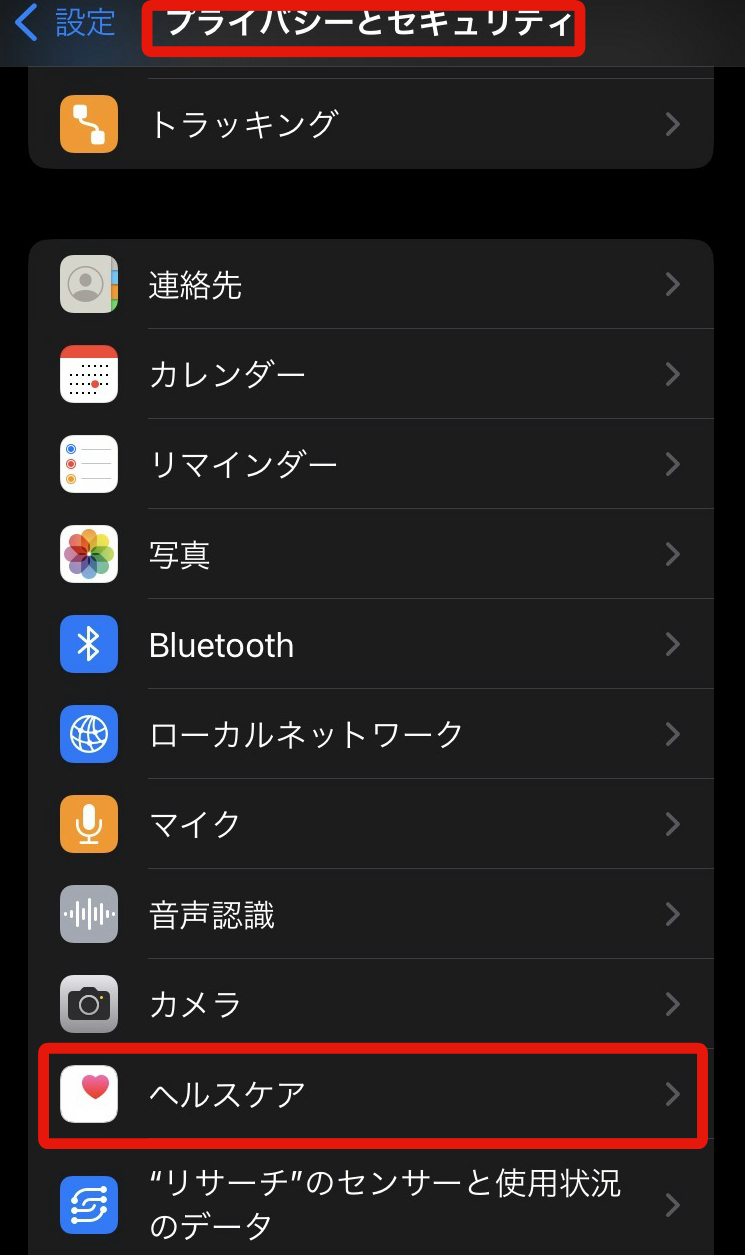 設定
プライバシーとセキュリティ
トラッキング
連絡先
カレンダー
リマインダー
写真
Bluetooth
ローカルネットワーク
マイク
音声認識
カメラ
ヘルスケア
“リサーチ”のセンサーと使用状況
のデータ